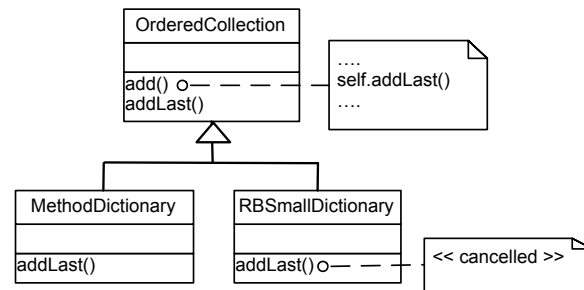 OrderedCollection
add()
addLast()
....
self.addLast()
....
MethodDictionary
addLast()
RBSmallDictionary
addLast()
<< cancelled >>